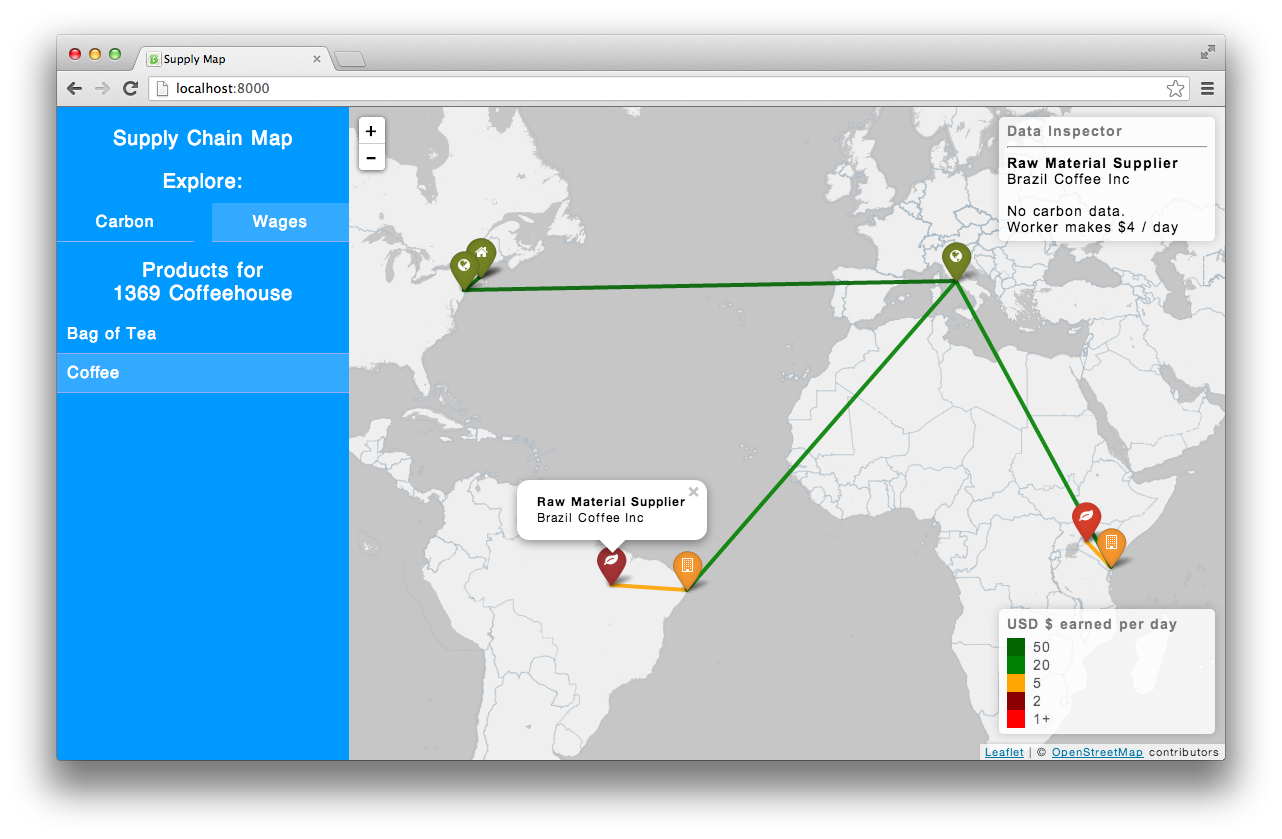 Supply Map
localhost:8000
Supply Chain Map
Explore:
Carbon
Wages
Products for
1369 Coffeehouse
Bag of Tea
Coffee
+
-
Raw Material Supplier
Brazil Coffee Inc
Data Inspector
Raw Material Supplier
Brazil Coffee Inc
No carbon data.
Worker makes $4 / day
USD $ earned per day
50
20
5
2
1+
Leaflet | © OpenStreetMap contributors